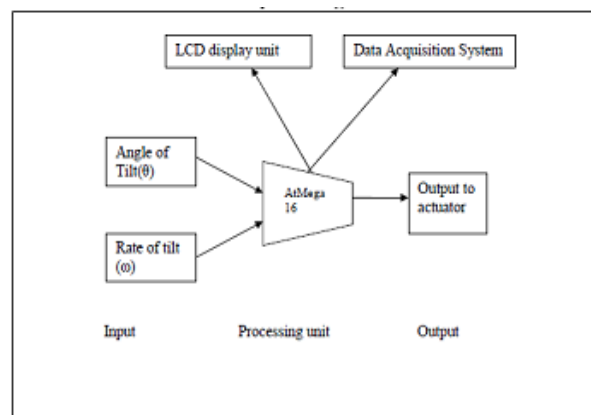 LCD display unit
Data Acquisition System
Angle of
Tilt(θ)
AtMega
16
Output to
actuator
Rate of tilt
(ω)
Input
Processing unit
Output